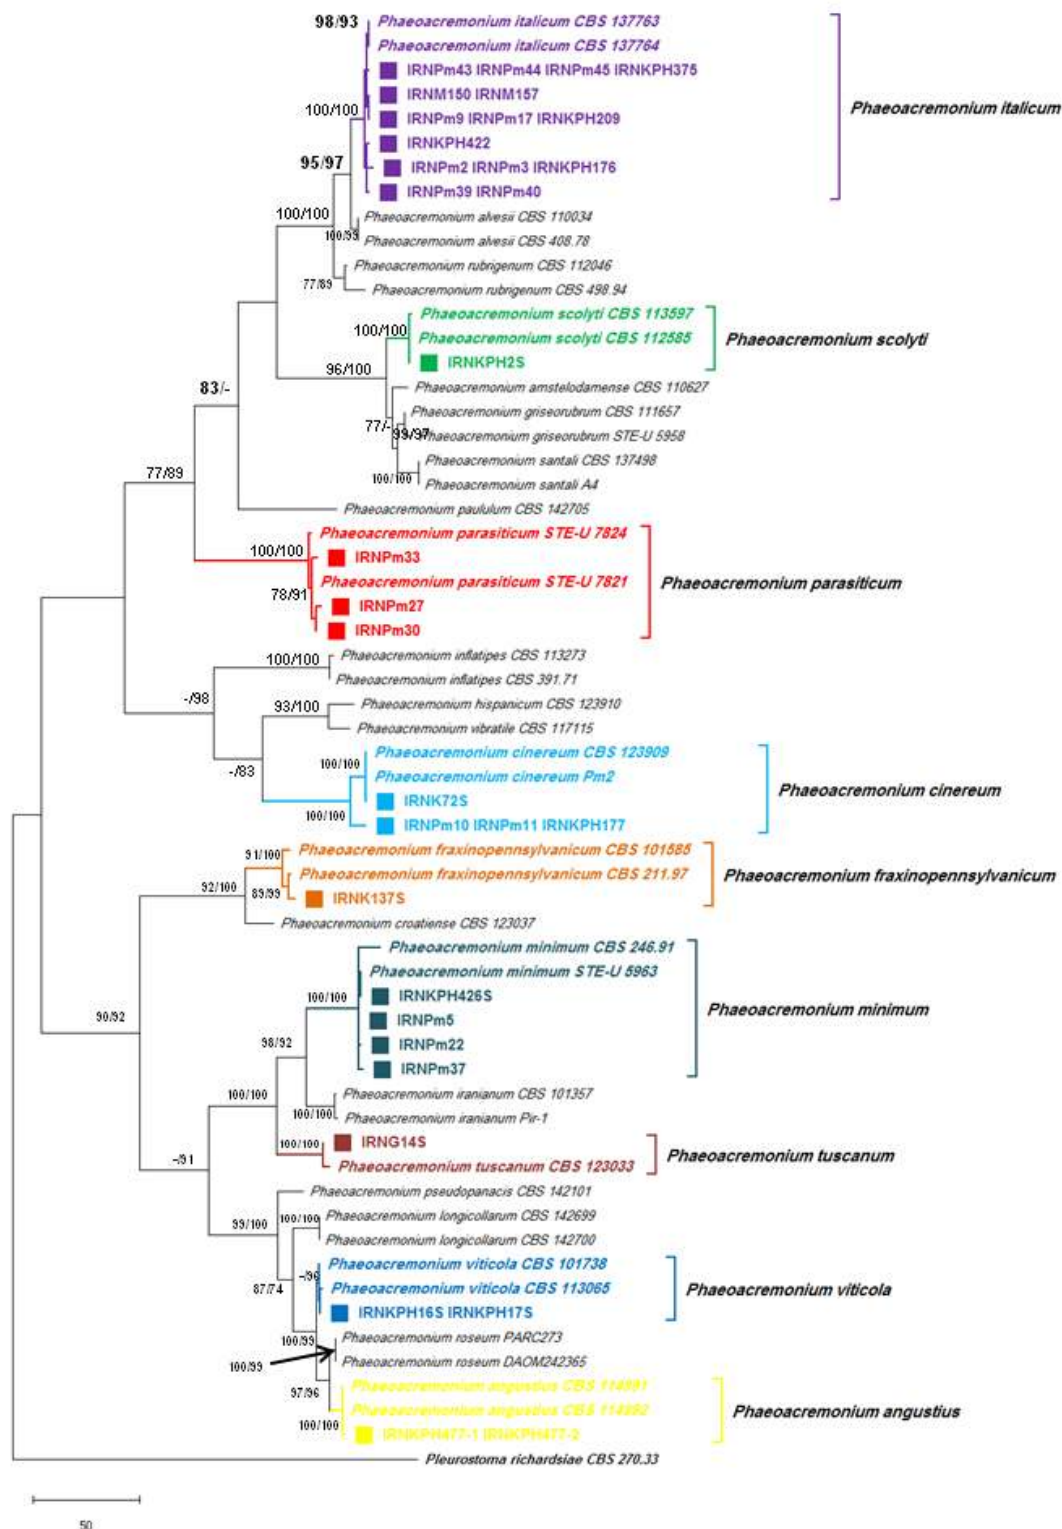 98/93
Phaeoacremonium italicum CBS 137763
Phaeoacremonium italicum CBS 137764
IRNPm43 IRNPm44 IRNPm45 IRNKPH375
IRNM150 IRNM157
100/100
IRNPm9 IRNPm17 IRNKPH209
Phaeoacremonium italicum
IRNKPH422
95/97
IRNPm2 IRNPm3 IRNKPH176
IRNPm39 IRNPm40
100/100
Phaeoacremonium alvesii CBS 110034
100/99
Phaeoacremonium alvesii CBS 408.78
Phaeoacremonium rubrigenum CBS 112046
77/89
Phaeoacremonium rubrigenum CBS 498.94
Phaeoacremonium scolyti CBS 113597
100/100
Phaeoacremonium scolyti CBS 112585
Phaeoacremonium scolyti
IRNKPH2S
96/100
Phaeoacremonium amstelodamense CBS 110627
83/-
Phaeoacremonium griseorubrum CBS 111657
77/-
99/97
Phaeoacremonium griseorubrum STE-U 5958
Phaeoacremonium santali CBS 137498
77/89
100/100
Phaeoacremonium santali A4
Phaeoacremonium paululum CBS 142705
Phaeoacremonium parasiticum STE-U 7824
100/100
IRNPm33
Phaeoacremonium parasiticum STE-U 7821
Phaeoacremonium parasiticum
78/91
IRNPm27
IRNPm30
100/100
Phaeoacremonium inflatipes CBS 113273
Phaeoacremonium inflatipes CBS 391.71
-/98
93/100
Phaeoacremonium hispanicum CBS 123910
Phaeoacremonium vibratile CBS 117115
100/100
Phaeoacremonium cinereum CBS 123909
-/83
Phaeoacremonium cinereum Pm2
Phaeoacremonium cinereum
IRNK72S
100/100
IRNPm10 IRNPm11 IRNKPH177
91/100
Phaeoacremonium fraxinopennsylvanicum CBS 101585
92/100
89/99
Phaeoacremonium fraxinopennsylvanicum CBS 211.97
Phaeoacremonium fraxinopennsylvanicum
IRNK137S
Phaeoacremonium croatiense CBS 123037
Phaeoacremonium minimum CBS 246.91
Phaeoacremonium minimum STE-U 5963
100/100
IRNKPH426S
Phaeoacremonium minimum
90/92
IRNPm5
98/92
IRNPm22
IRNPm37
100/100
Phaeoacremonium iranianum CBS 101357
100/100
Phaeoacremonium iranianum Pir-1
100/100
IRNG14S
-/91
Phaeoacremonium tuscanum
Phaeoacremonium tuscanum CBS 123033
Phaeoacremonium pseudopanacis CBS 142101
99/100
100/100
Phaeoacremonium longicollarum CBS 142699
Phaeoacremonium longicollarum CBS 142700
Phaeoacremonium viticola CBS 101738
-/96
87/74
Phaeoacremonium viticola CBS 113065
Phaeoacremonium viticola
IRNKPH16S IRNKPH17S
100/99
Phaeoacremonium roseum PARC273
100/99
Phaeoacremonium roseum DAOM242365
97/96
Phaeoacremonium angustius CBS 114991
Phaeoacremonium angustius CBS 114992
Phaeoacremonium angustius
100/100
IRNKPH477-1 IRNKPH477-2
Pleurostoma richardsiae CBS 270.33
50